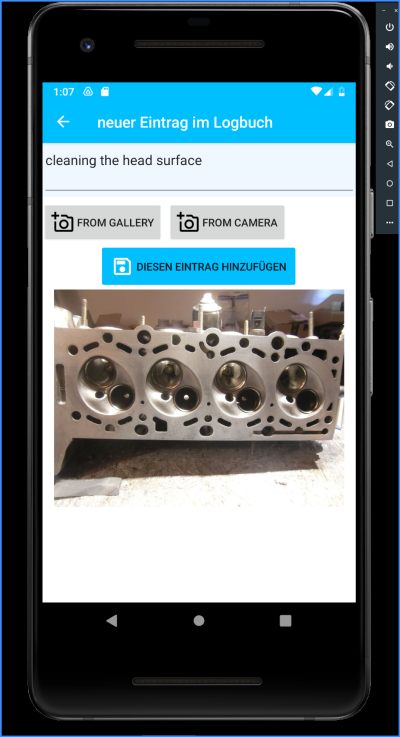 1:07
neuer Eintrag im Logbuch
cleaning the head surface
FROM GALLERY
FROM CAMERA
DIESEN EINTRAG HINZUFÜGEN